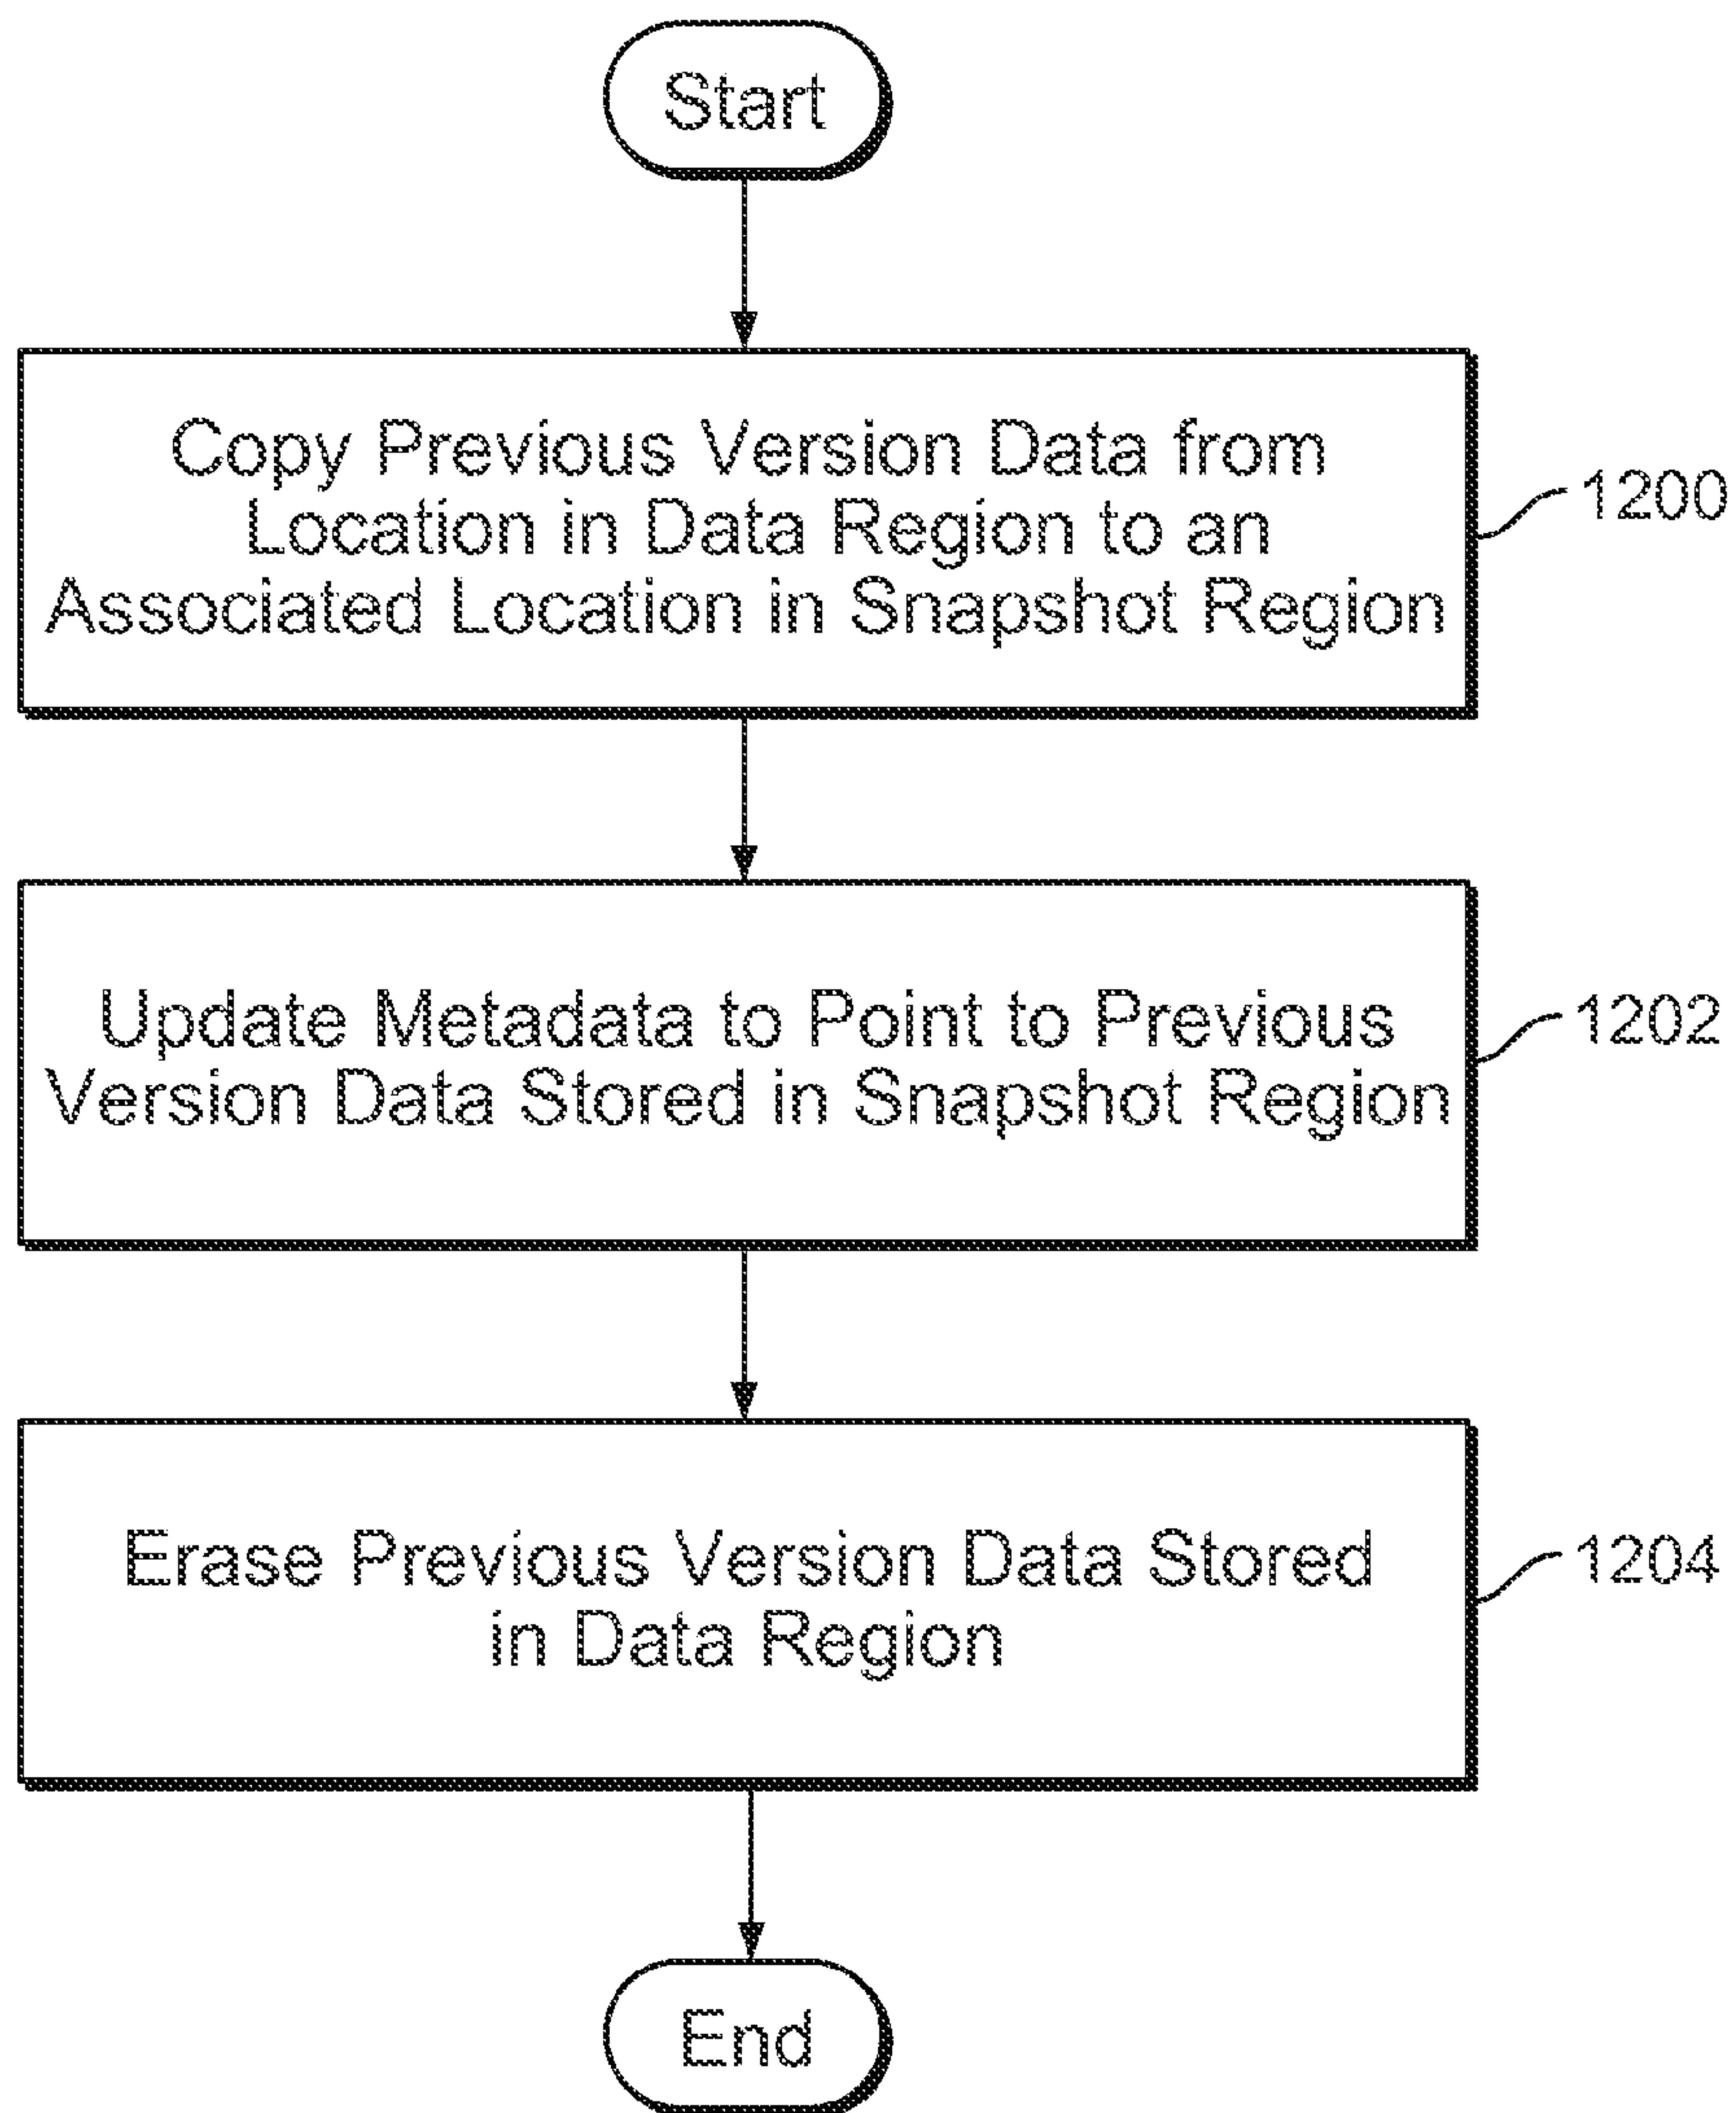 Start
Copy Previous Version Data from
Location in Data Region to an
Associated Location in Snapshot Region
1200
Update Metadata to Point to Previous
Version Data Stored in Snapshot Region
1202
Erase Previous Version Data Stored
in Data Region
1204
End